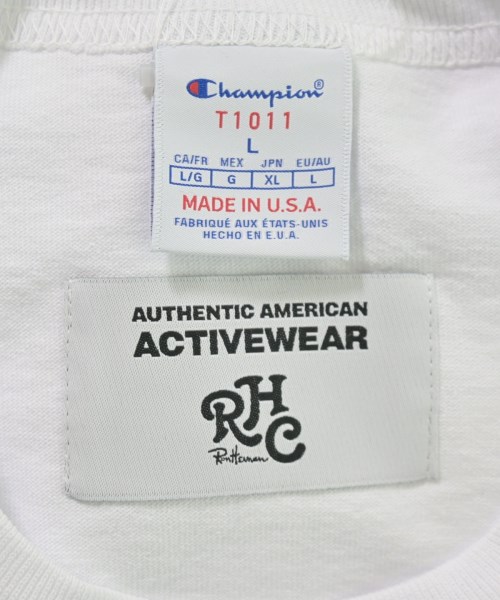 Champion®
T1011
L
CA/FR MEX JPN EU/AU
L/G G XL L
MADE IN U.S.A.
FABRIQUÉ AUX ÉTATS-UNIS
HECHO EN E.U.A.
AUTHENTIC AMERICAN
ACTIVEWEAR
RHC
Ron Herman